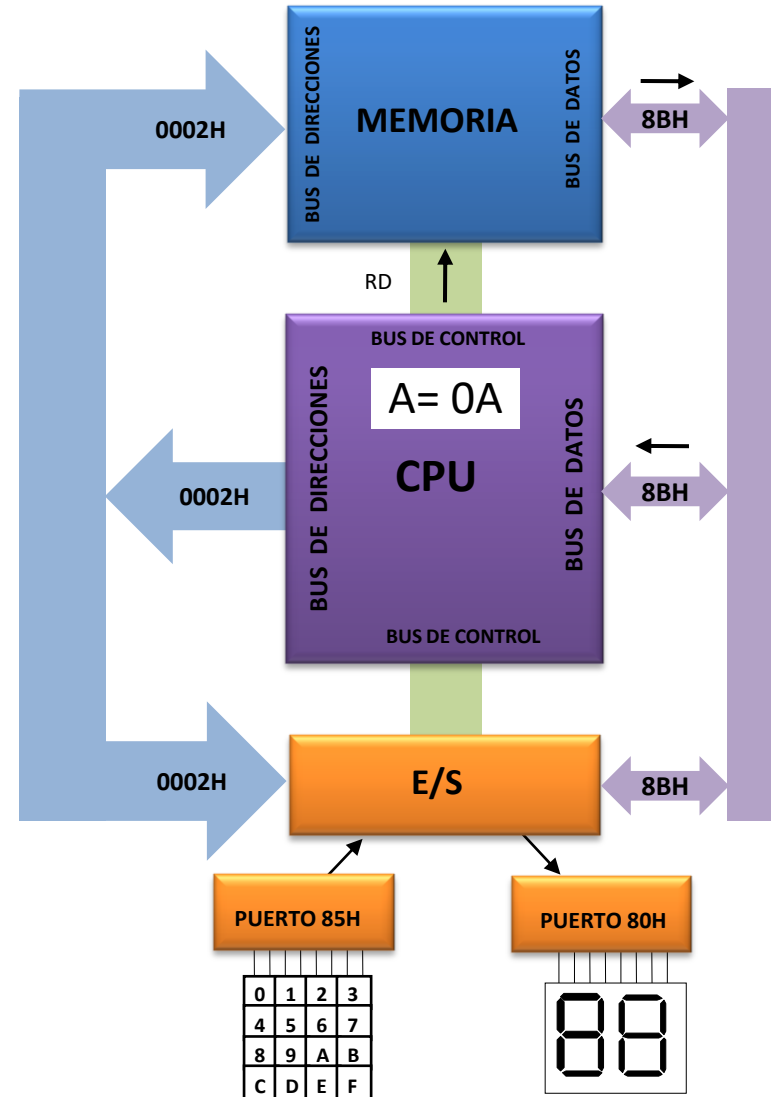 MEMORIA
BUS DE DIRECCIONES
BUS DE DATOS
0002H
8BH
RD
BUS DE CONTROL
A= 0A
CPU
BUS DE DIRECCIONES
BUS DE DATOS
0002H
8BH
BUS DE CONTROL
0002H
E/S
8BH
PUERTO 85H
PUERTO 80H
0 1 2 3
4 5 6 7
8 9 A B
C D E F
88